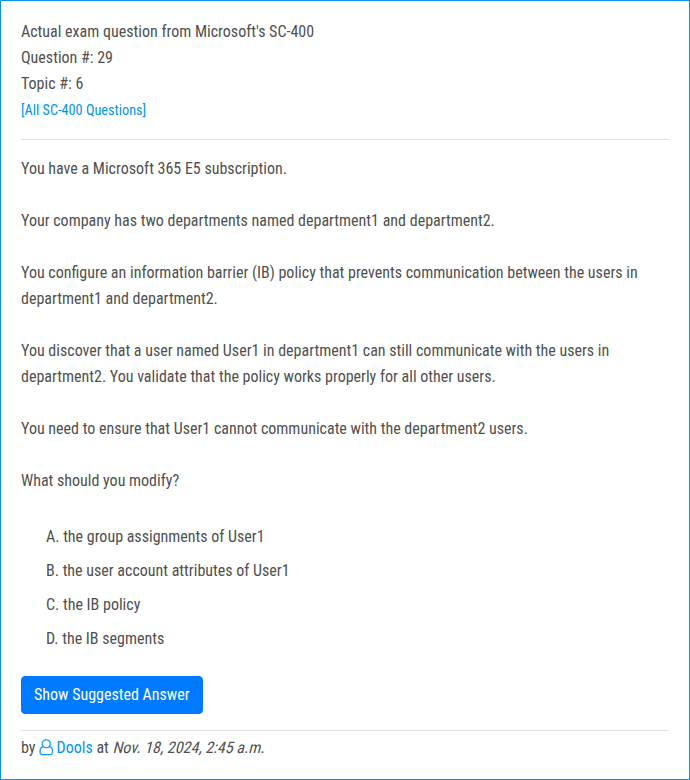 Actual exam question from Microsoft's SC-400
Question #: 29
Topic #: 6
[All SC-400 Questions]
You have a Microsoft 365 E5 subscription.
Your company has two departments named department1 and department2.
You configure an information barrier (IB) policy that prevents communication between the users in
department1 and department2.
You discover that a user named User1 in department1 can still communicate with the users in
department2. You validate that the policy works properly for all other users.
You need to ensure that User1 cannot communicate with the department2 users.
What should you modify?
A. the group assignments of User1
B. the user account attributes of User1
C. the IB policy
D. the IB segments
Show Suggested Answer
by Dools at Nov. 18, 2024, 2:45 a.m.